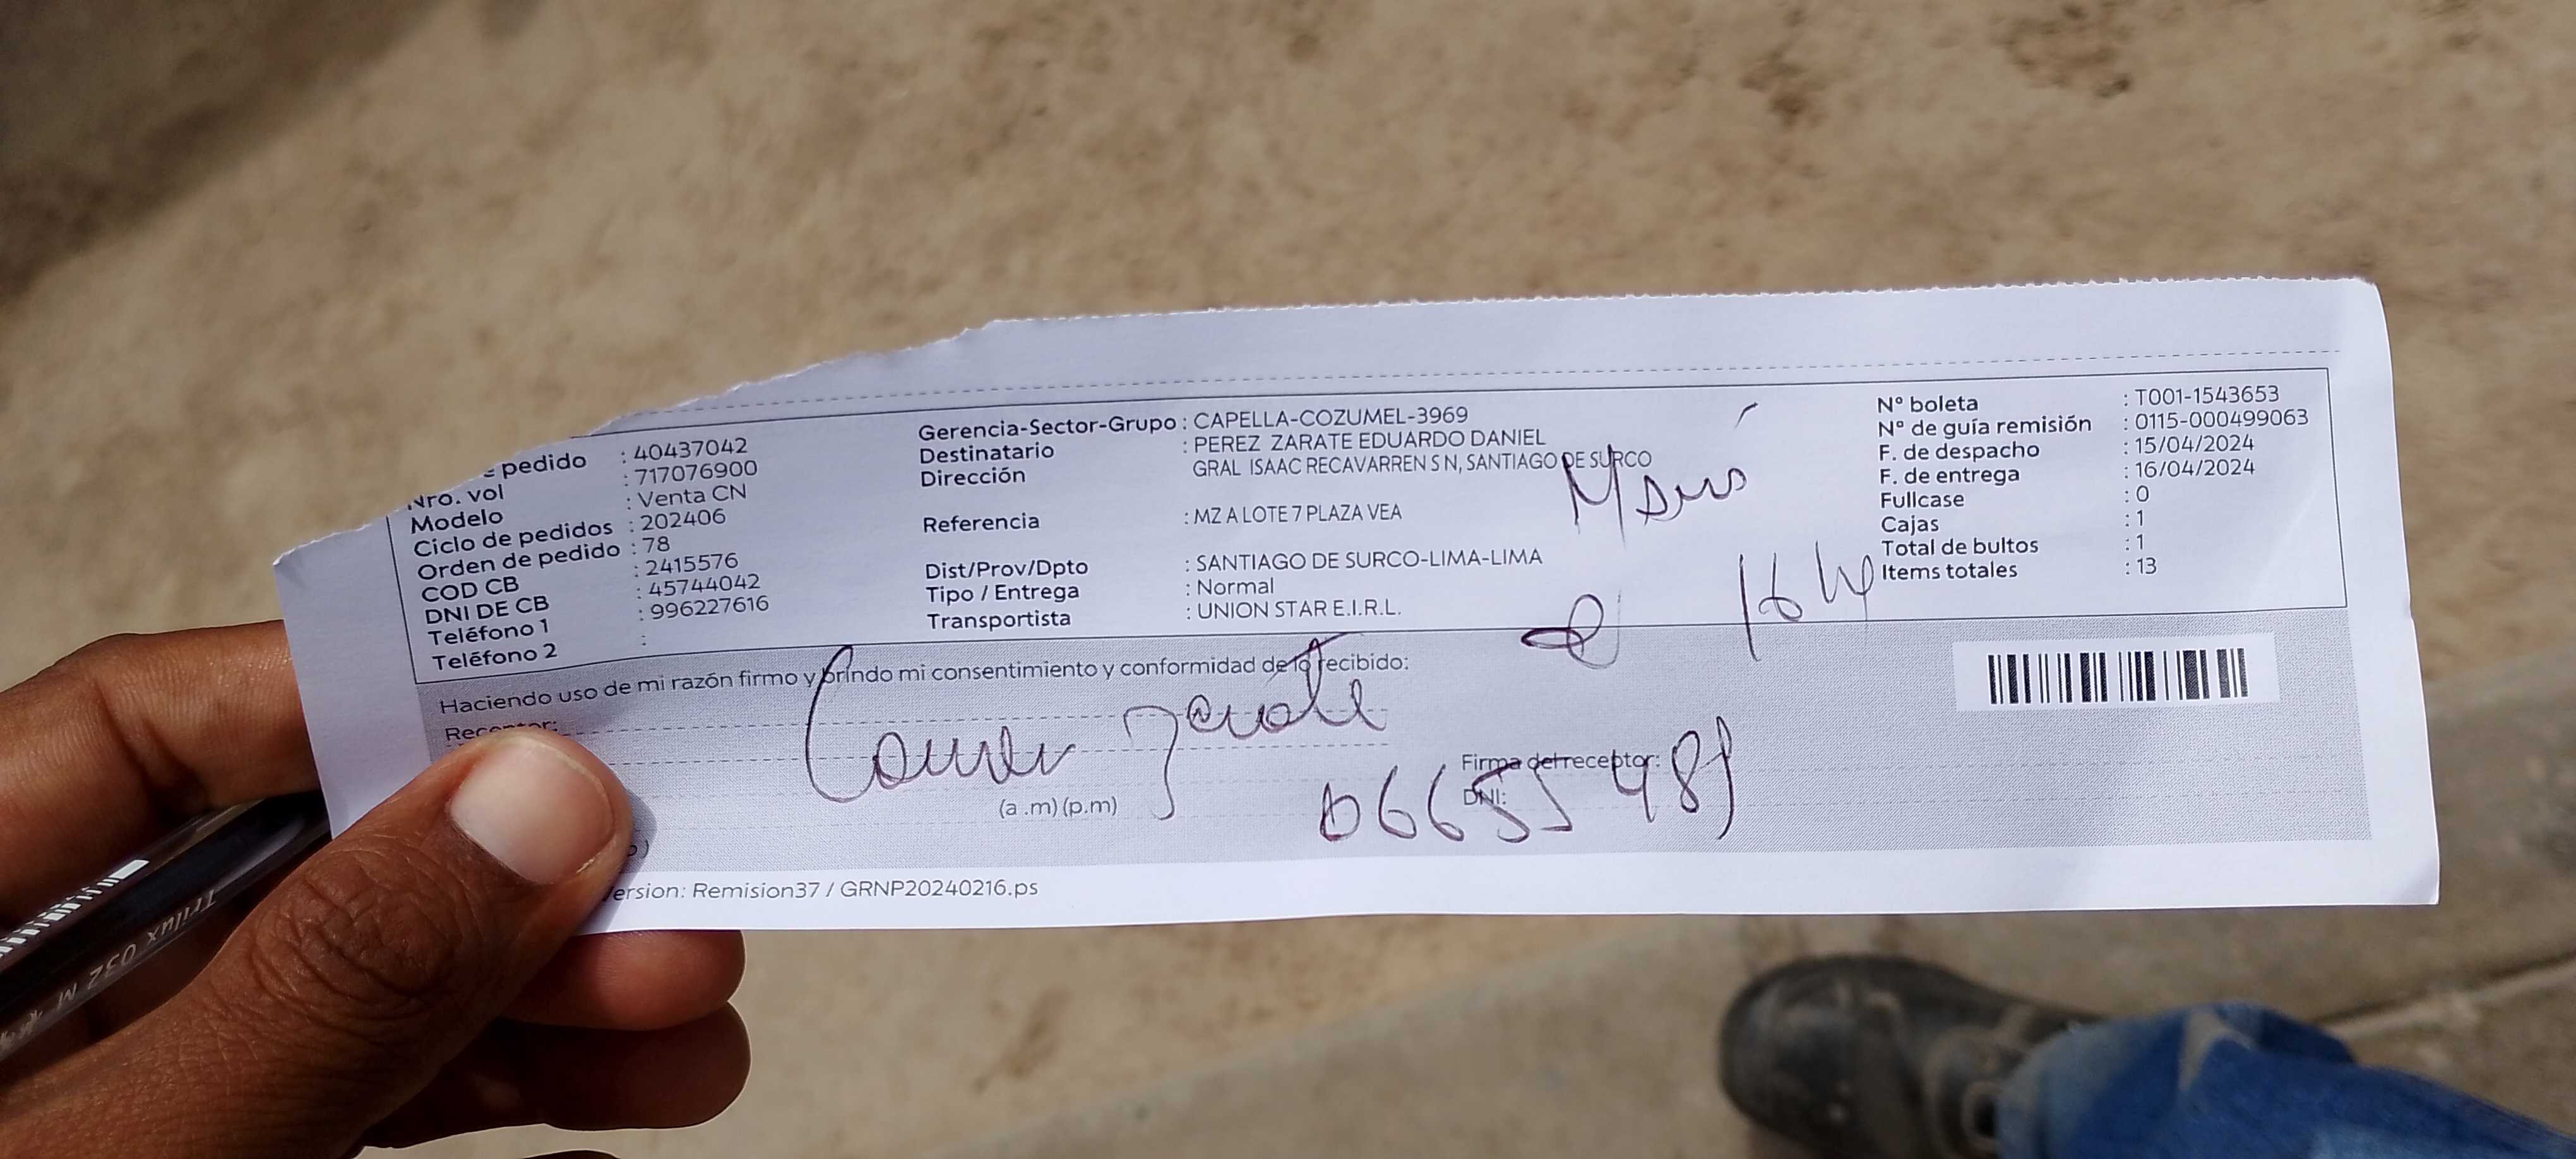 pedido : 40437042
Nro. vol : 717076900
Modelo : Venta CN
Ciclo de pedidos : 202406
Orden de pedido : 78
COD CB : 2415576
DNI DE CB : 45744042
Teléfono 1 : 996227616
Teléfono 2 :
Gerencia-Sector-Grupo : CAPELLA-COZUMEL-3969
Destinatario : PEREZ ZARATE EDUARDO DANIEL
Dirección GRAL ISAAC RECAVARREN S N, SANTIAGO DE SURCO
Referencia : MZ A LOTE 7 PLAZA VEA
Dist/Prov/Dpto : SANTIAGO DE SURCO-LIMA-LIMA
Tipo / Entrega : Normal
Transportista : UNION STAR E.I.R.L.
Nº boleta : T001-1543653
Nº de guía remisión : 0115-000499063
F. de despacho : 15/04/2024
F. de entrega : 16/04/2024
Fullcase : 0
Cajas : 1
Total de bultos : 1
Items totales : 13
Haciendo uso de mi razón firmo y brindo mi consentimiento y conformidad de lo recibido:
Receptor:
Firma del receptor:
DNI:
(a .m) (p.m)
ersion: Remision37 / GRNP20240216.ps
Trilux 032 M